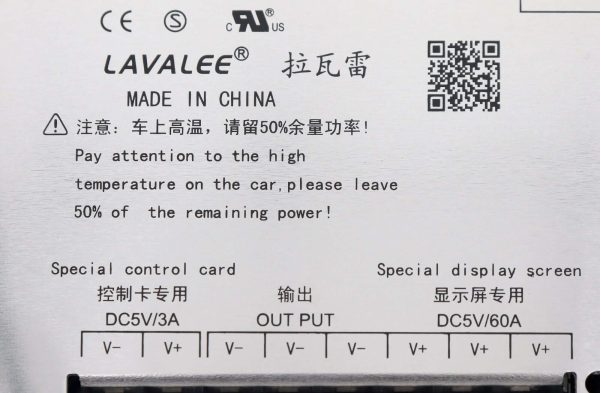 CE S c RU® US
LAVALEE® 拉瓦雷
MADE IN CHINA
注意：车上高温，请留50%余量功率!
Pay attention to the high
temperature on the car,please leave
50% of the remaining power!
Special control card Special display screen
控制卡专用 输出 显示屏专用
DC5V/3A OUT PUT DC5V/60A
V- V+ V- V- V- V+ V+ V+